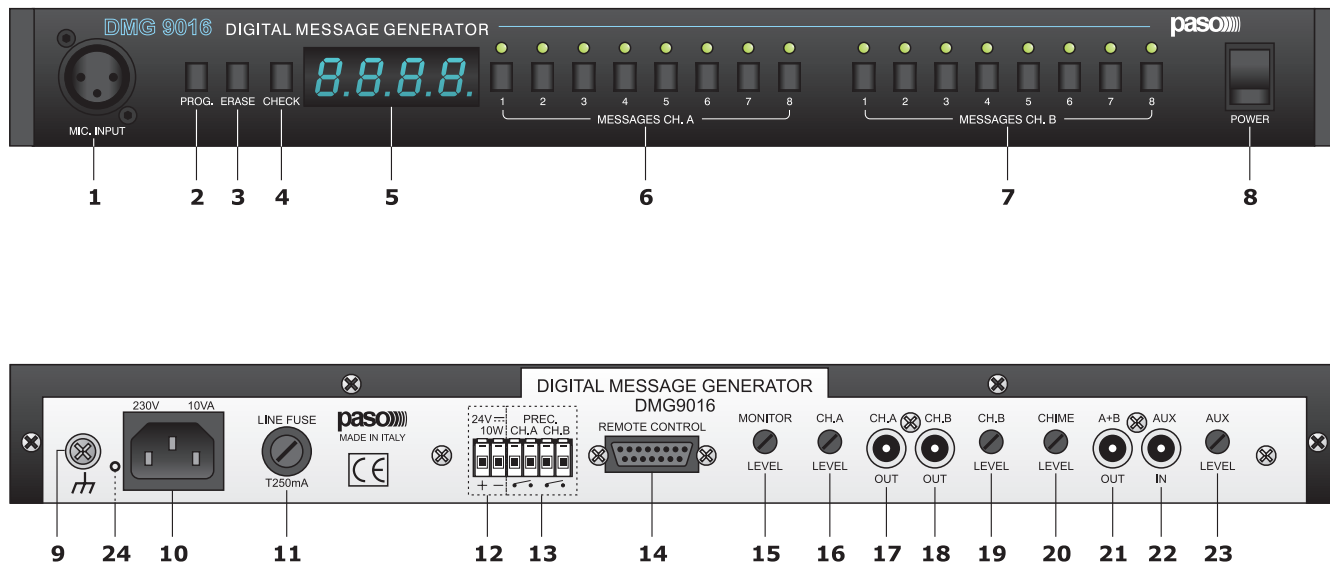 DMG 9016 DIGITAL MESSAGE GENERATOR
paso
8.8.8.8.
PROG. ERASE CHECK
1 2 3 4 5 6 7 8
MESSAGES CH. A
1 2 3 4 5 6 7 8
MESSAGES CH. B
MIC. INPUT
POWER
1 2 3 4 5 6 7 8
DIGITAL MESSAGE GENERATOR
DMG9016
230V 10VA
LINE FUSE
T250mA
paso
MADE IN ITALY
CE
24V
10W
PREC.
CH.A CH.B
+ −
REMOTE CONTROL
MONITOR
LEVEL
CH.A
LEVEL
CH.A
OUT
CH.B
OUT
CH.B
LEVEL
CHIME
LEVEL
A+B
OUT
AUX
IN
AUX
LEVEL
9 24 10 11 12 13 14 15 16 17 18 19 20 21 22 23